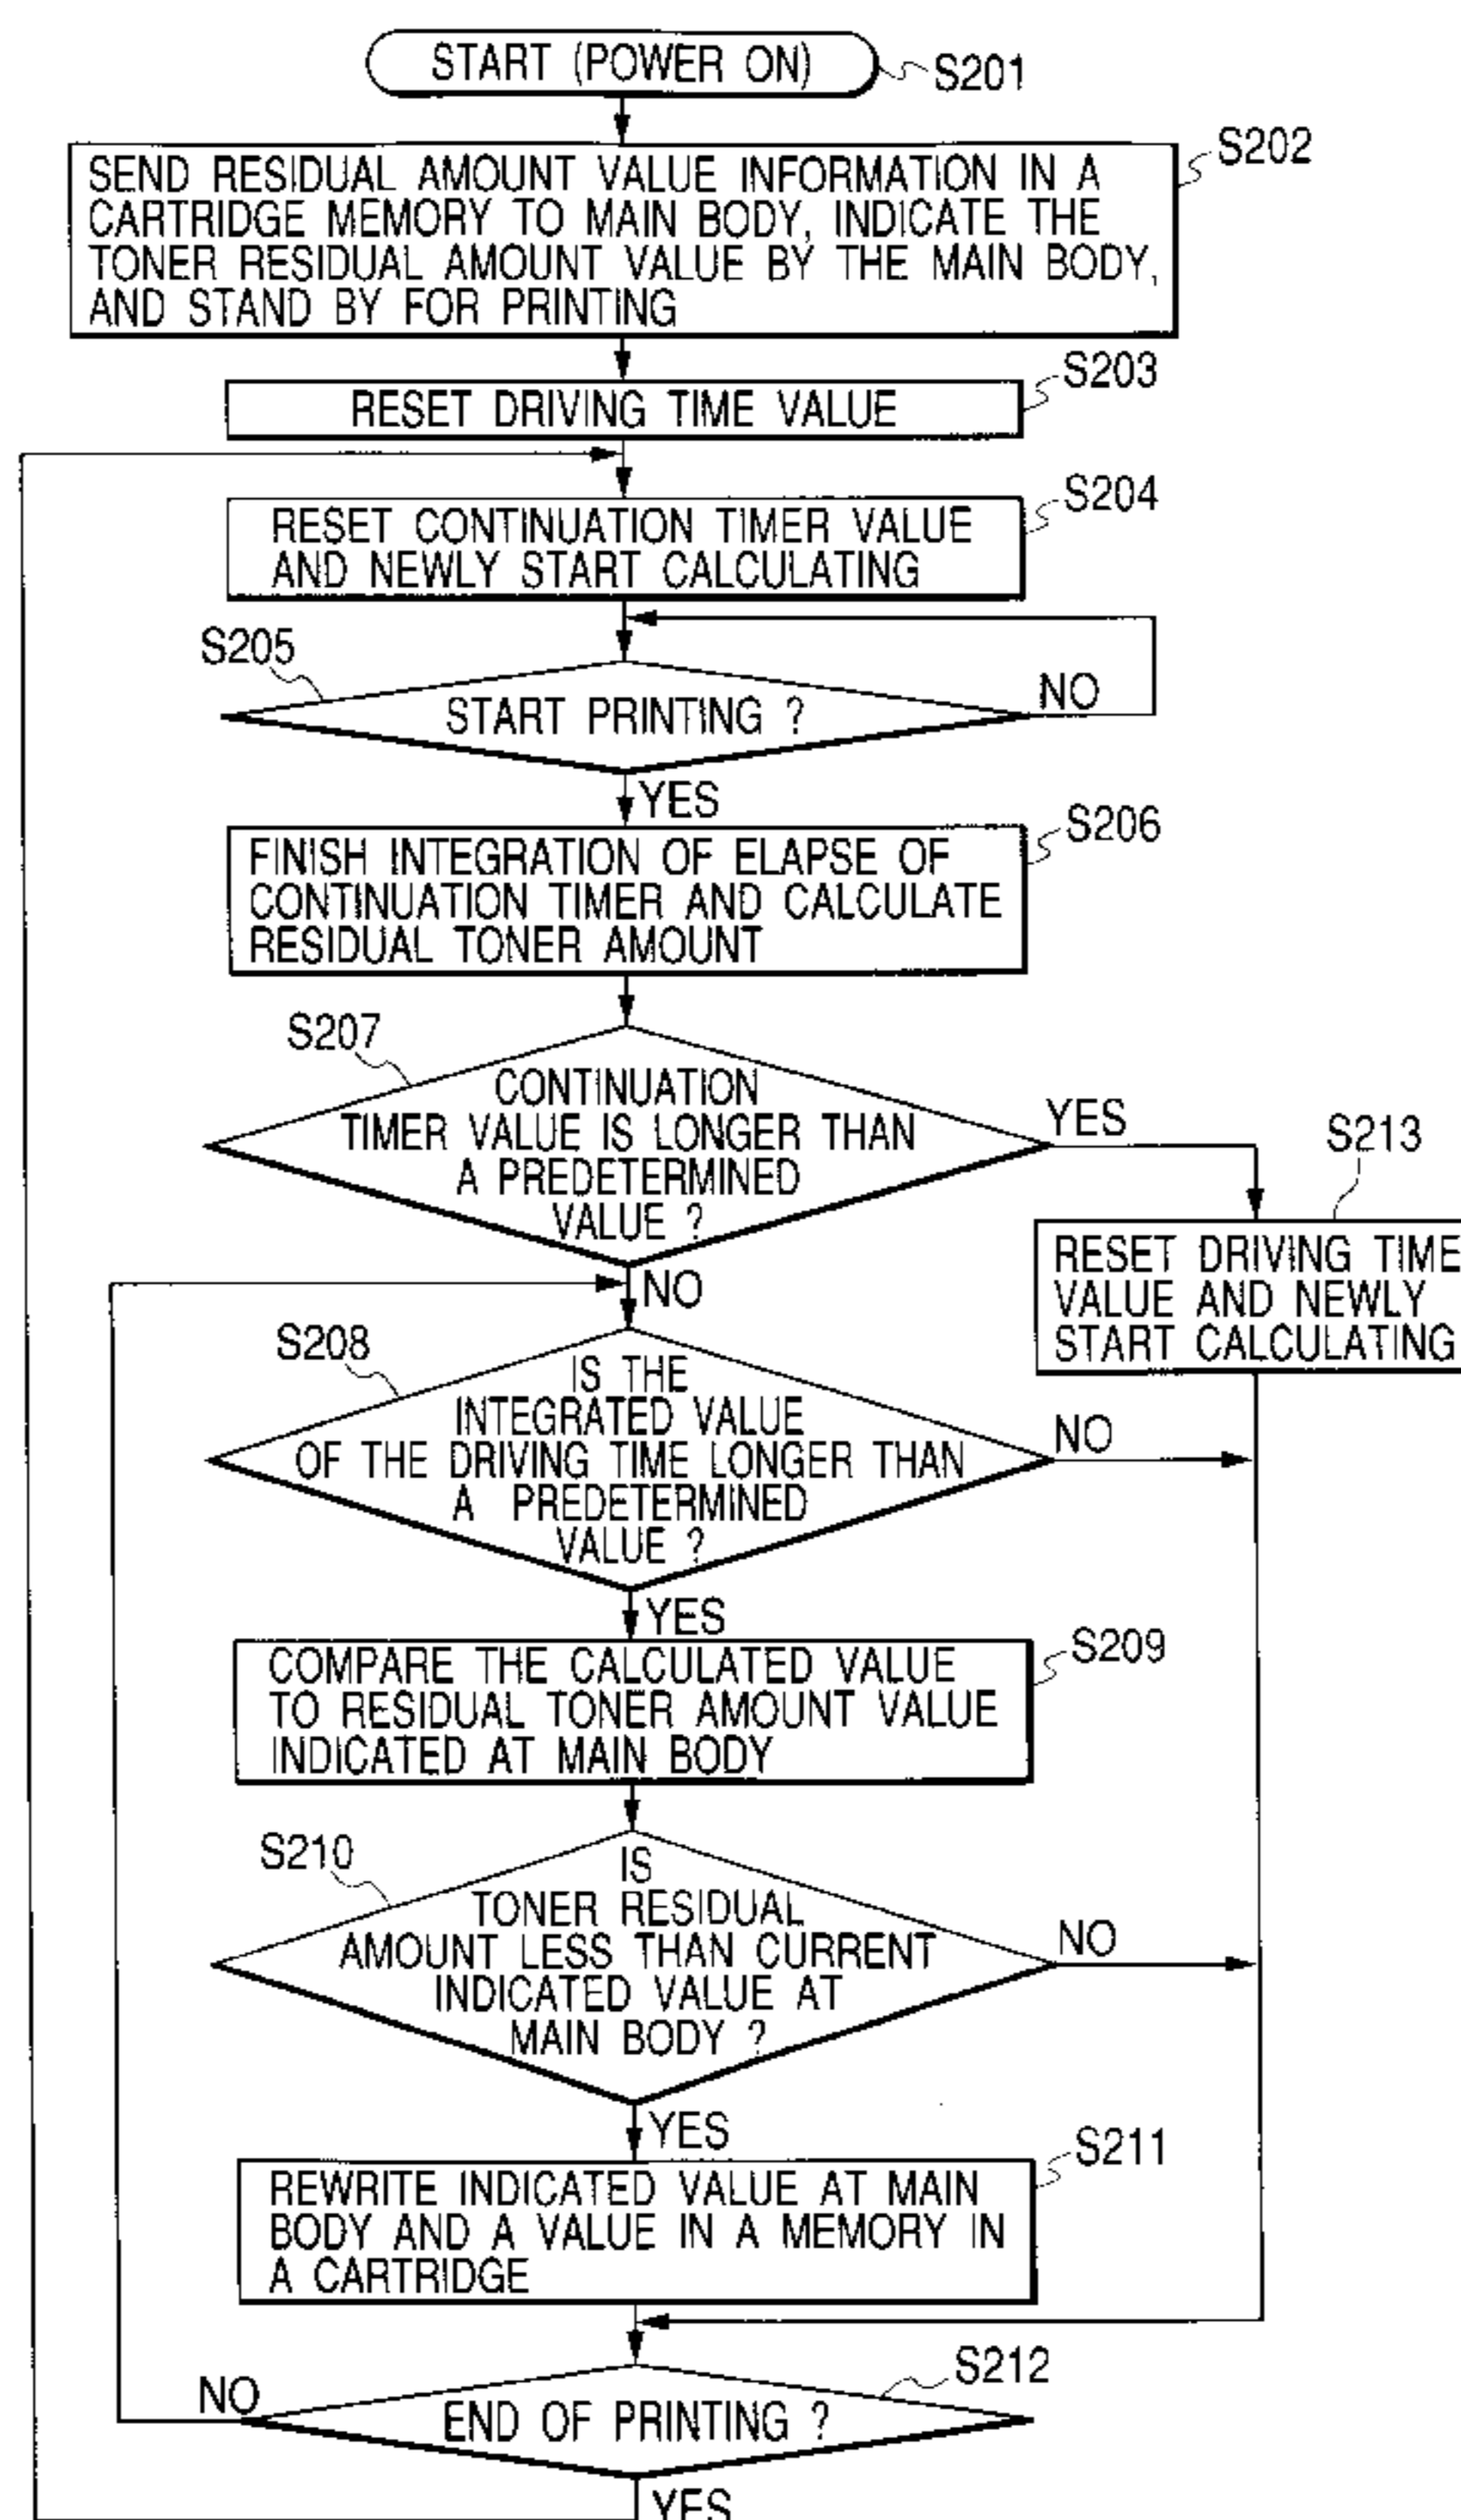 START (POWER ON)
S201
S202
SEND RESIDUAL AMOUNT VALUE INFORMATION IN A
CARTRIDGE MEMORY TO MAIN BODY, INDICATE THE
TONER RESIDUAL AMOUNT VALUE BY THE MAIN BODY,
AND STAND BY FOR PRINTING
S203
RESET DRIVING TIME VALUE
S204
RESET CONTINUATION TIMER VALUE
AND NEWLY START CALCULATING
S205
START PRINTING ?
NO
YES
S206
FINISH INTEGRATION OF ELAPSE OF
CONTINUATION TIMER AND CALCULATE
RESIDUAL TONER AMOUNT
S207
CONTINUATION
TIMER VALUE IS LONGER THAN
A PREDETERMINED
VALUE ?
YES
S213
RESET DRIVING TIME
VALUE AND NEWLY
START CALCULATING
NO
S208
IS THE
INTEGRATED VALUE
OF THE DRIVING TIME LONGER THAN
A PREDETERMINED
VALUE ?
NO
YES
S209
COMPARE THE CALCULATED VALUE
TO RESIDUAL TONER AMOUNT VALUE
INDICATED AT MAIN BODY
S210
IS
TONER RESIDUAL
AMOUNT LESS THAN CURRENT
INDICATED VALUE AT
MAIN BODY ?
NO
YES
S211
REWRITE INDICATED VALUE AT MAIN
BODY AND A VALUE IN A MEMORY IN
A CARTRIDGE
S212
END OF PRINTING ?
NO
YES